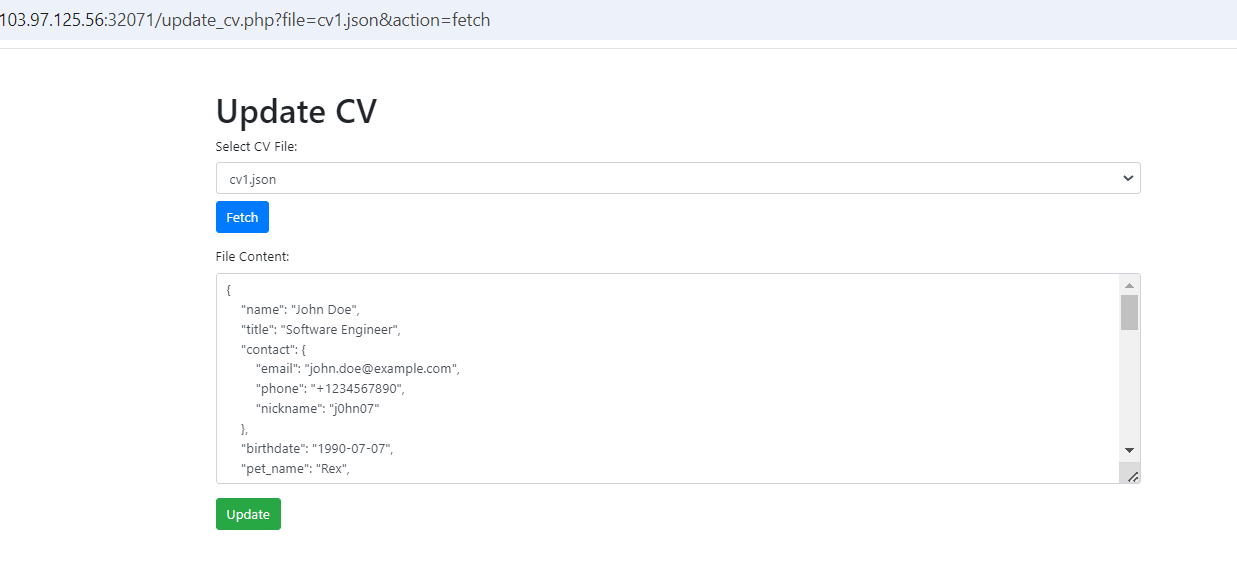 103.97.125.56:32071/update_cv.php?file=cv1.json&action=fetch
Update CV
Select CV File:
cv1.json
Fetch
File Content:
{
"name": "John Doe",
"title": "Software Engineer",
"contact": {
"email": "john.doe@example.com",
"phone": "+1234567890",
"nickname": "j0hn07"
},
"birthdate": "1990-07-07",
"pet_name": "Rex",
Update